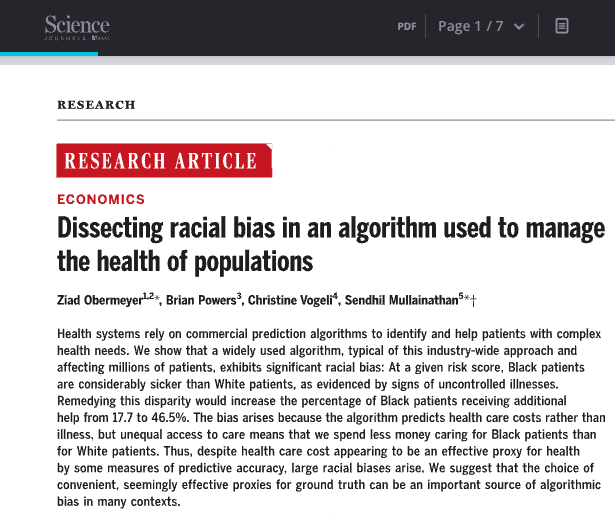 Science
JOURNALS AAAS
PDF
Page 1 / 7
RESEARCH
RESEARCH ARTICLE
ECONOMICS
Dissecting racial bias in an algorithm used to manage
the health of populations
Ziad Obermeyer1,2*, Brian Powers3, Christine Vogeli4, Sendhil Mullainathan5*†
Health systems rely on commercial prediction algorithms to identify and help patients with complex
health needs. We show that a widely used algorithm, typical of this industry-wide approach and
affecting millions of patients, exhibits significant racial bias: At a given risk score, Black patients
are considerably sicker than White patients, as evidenced by signs of uncontrolled illnesses.
Remedying this disparity would increase the percentage of Black patients receiving additional
help from 17.7 to 46.5%. The bias arises because the algorithm predicts health care costs rather than
illness, but unequal access to care means that we spend less money caring for Black patients than
for White patients. Thus, despite health care cost appearing to be an effective proxy for health
by some measures of predictive accuracy, large racial biases arise. We suggest that the choice of
convenient, seemingly effective proxies for ground truth can be an important source of algorithmic
bias in many contexts.